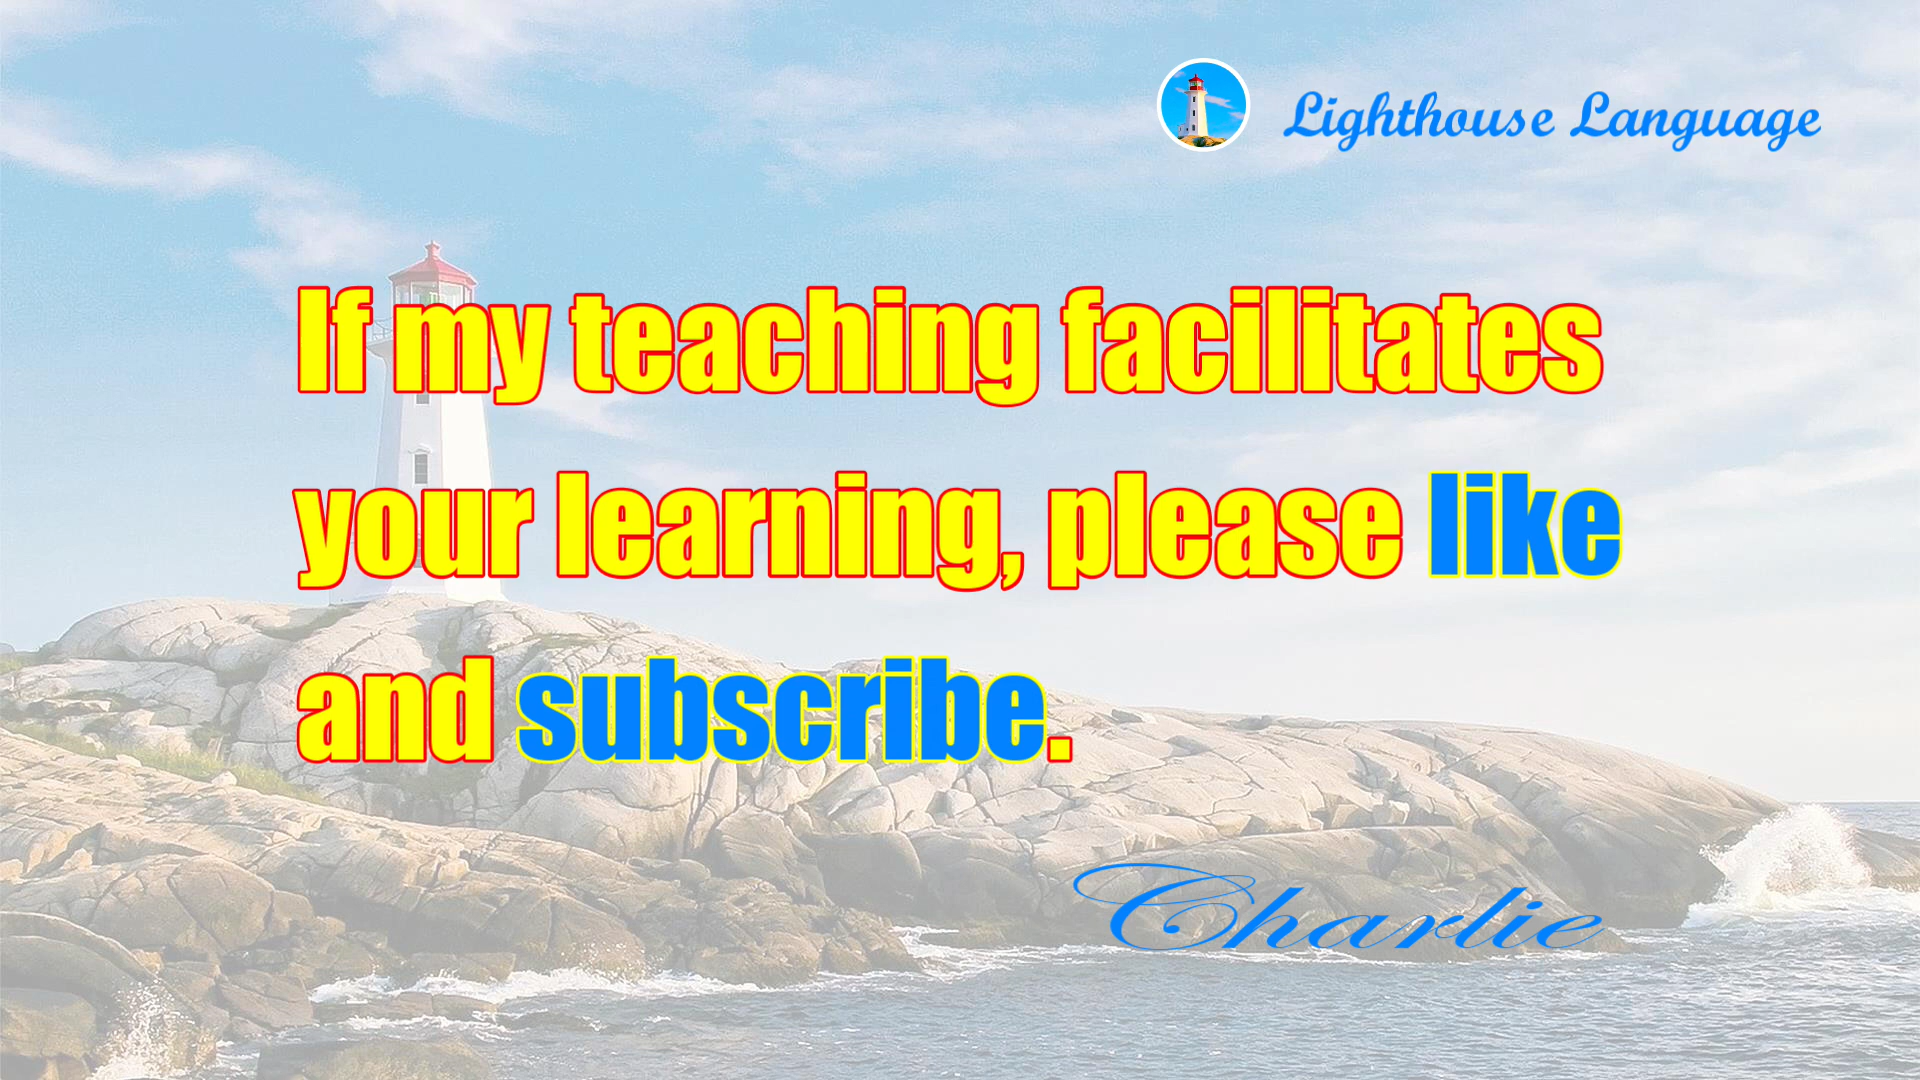 Lighthouse Language
If my teaching facilitates
your learning, please like
and subscribe.
Charlie